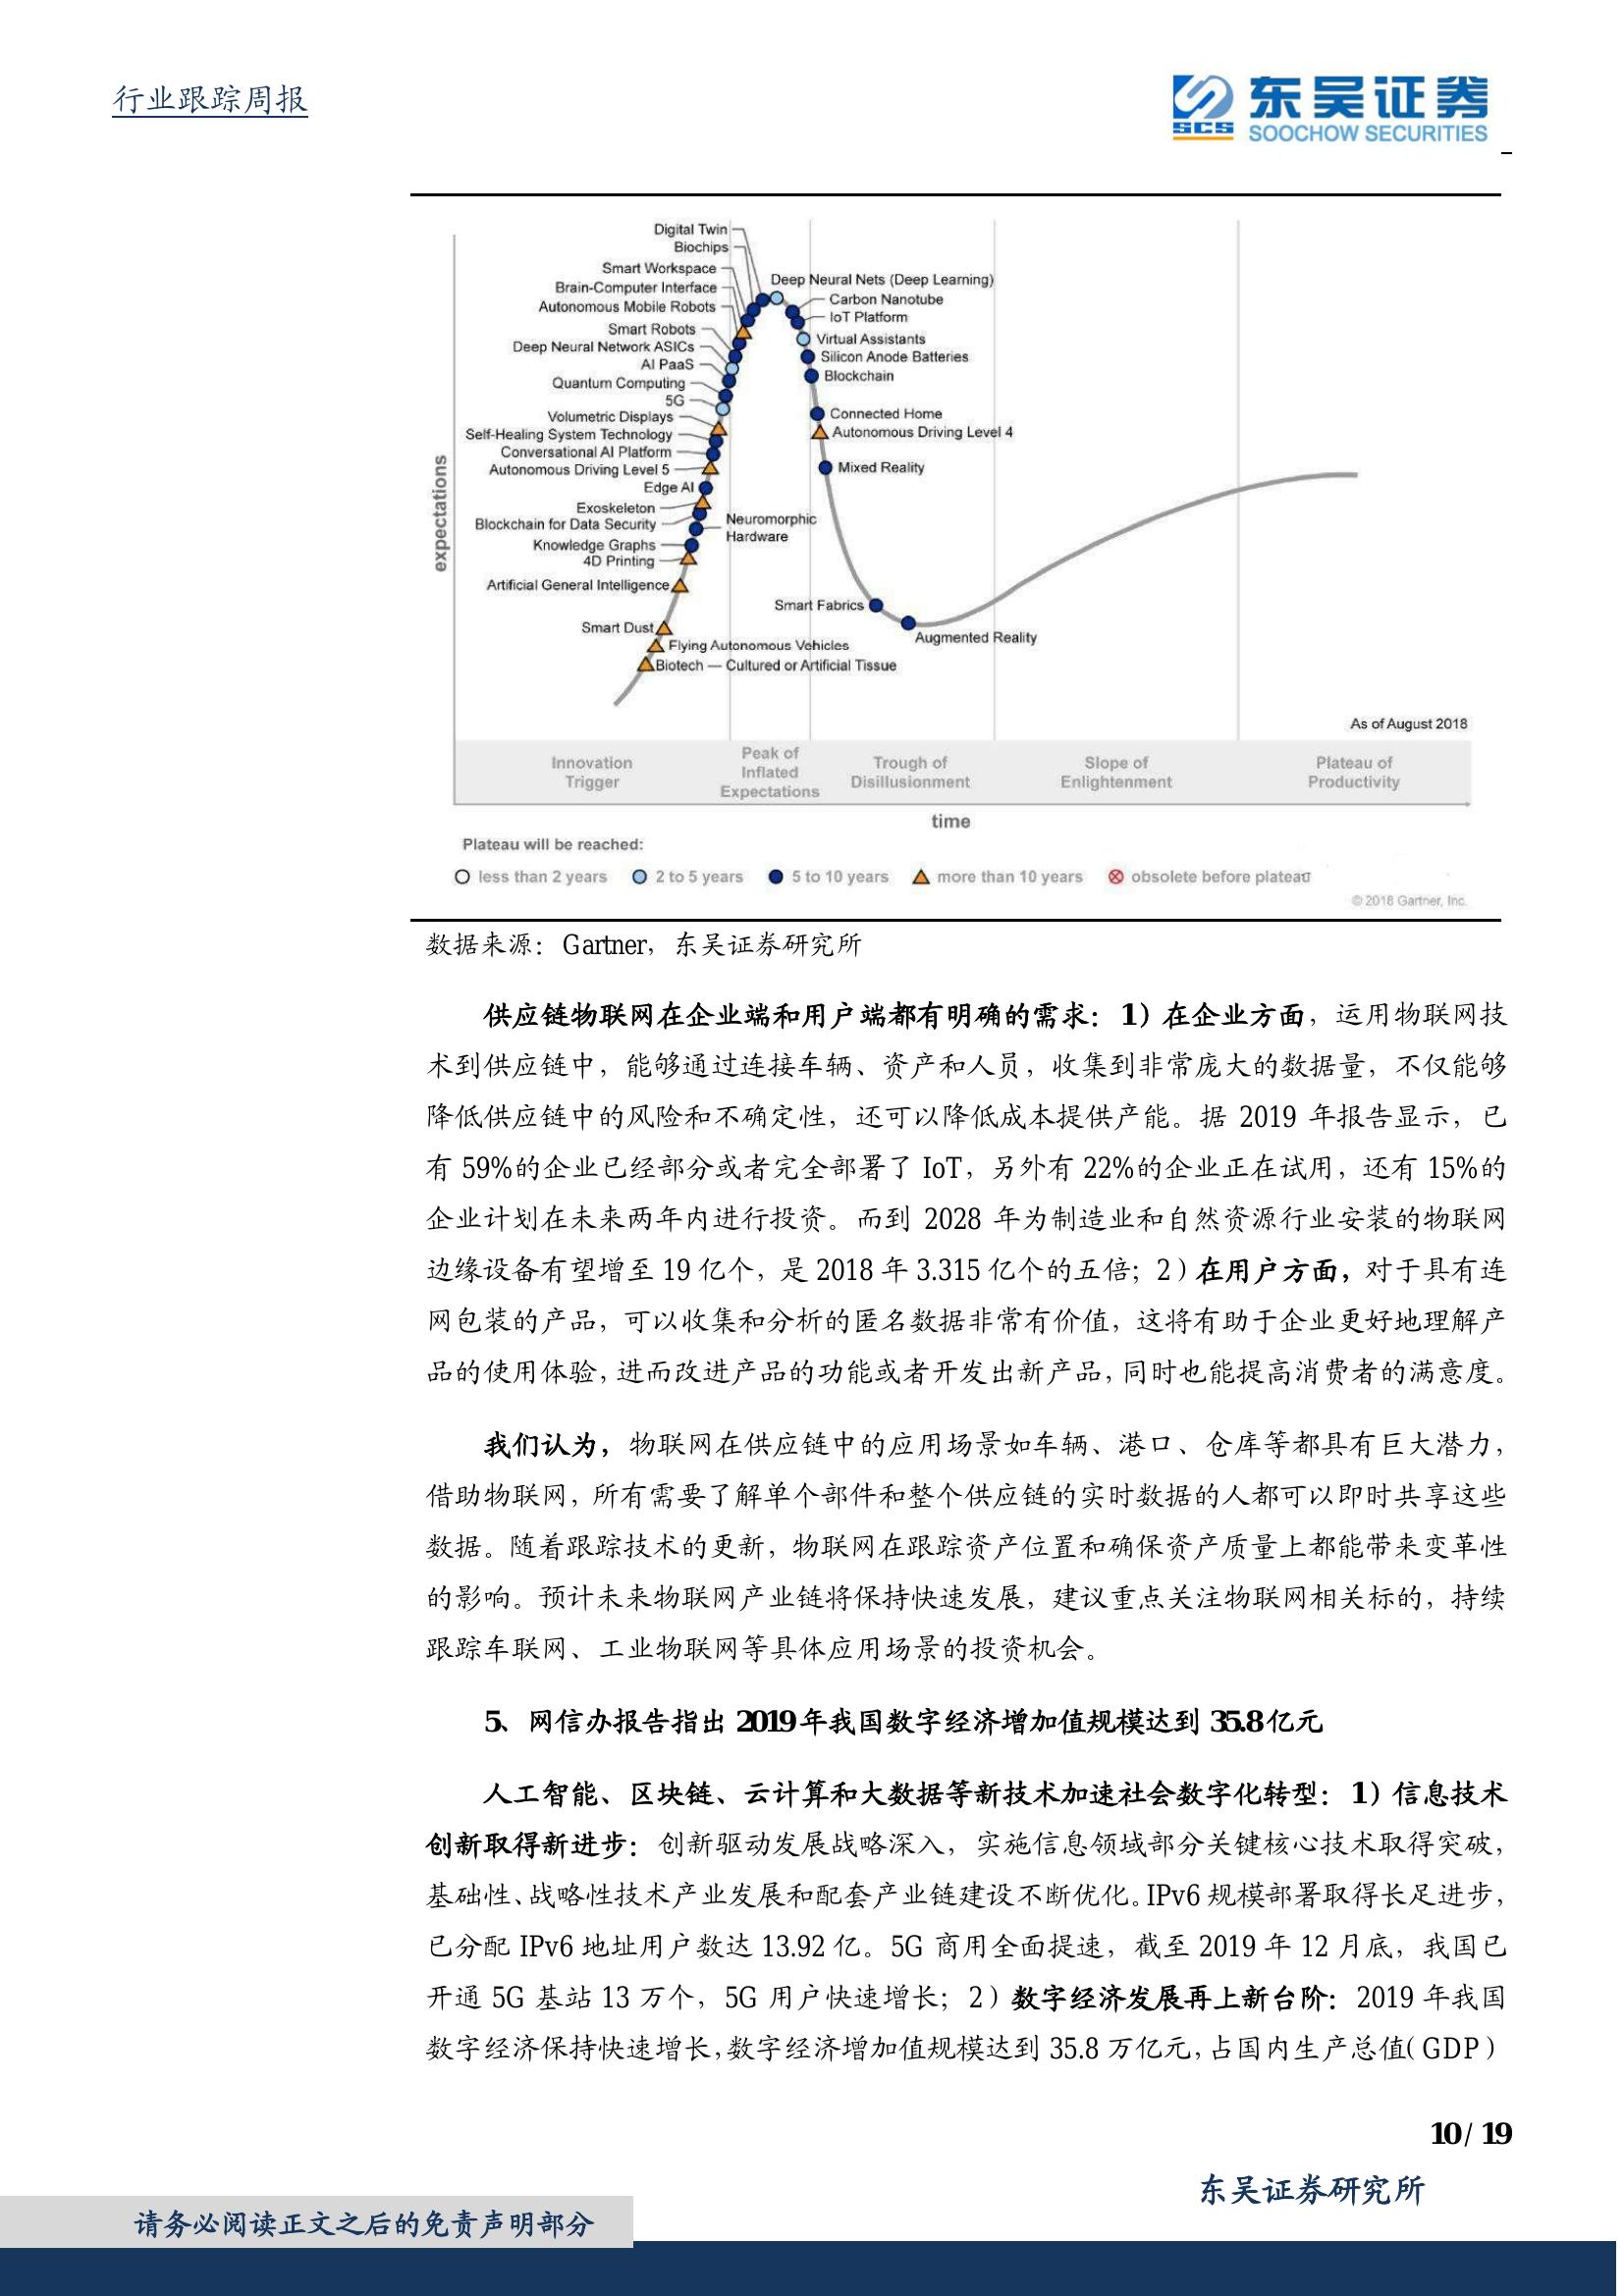 行业跟踪周报
SCS
东吴证券
SOOCHOW SECURITIES
Digital Twin
Biochips
Smart Workspace
Brain-Computer Interface
Autonomous Mobile Robots
Smart Robots
Deep Neural Network ASICs
AI PaaS
Quantum Computing
5G
Volumetric Displays
Self-Healing System Technology
Conversational AI Platform
Autonomous Driving Level 5
Edge AI
Exoskeleton
Blockchain for Data Security
Neuromorphic
Hardware
Knowledge Graphs
4D Printing
Artificial General Intelligence
Smart Dust
Flying Autonomous Vehicles
Biotech — Cultured or Artificial Tissue
Deep Neural Nets (Deep Learning)
Carbon Nanotube
IoT Platform
Virtual Assistants
Silicon Anode Batteries
Blockchain
Connected Home
Autonomous Driving Level 4
Mixed Reality
Smart Fabrics
Augmented Reality
expectations
As of August 2018
Innovation
Trigger
Peak of
Inflated
Expectations
Trough of
Disillusionment
Slope of
Enlightenment
Plateau of
Productivity
time
Plateau will be reached:
less than 2 years 2 to 5 years 5 to 10 years more than 10 years obsolete before plateau
© 2018 Gartner, Inc.
数据来源：Gartner，东吴证券研究所
供应链物联网在企业端和用户端都有明确的需求：1）在企业方面，运用物联网技
术到供应链中，能够通过连接车辆、资产和人员，收集到非常庞大的数据量，不仅能够
降低供应链中的风险和不确定性，还可以降低成本提供产能。据 2019 年报告显示，已
有 59%的企业已经部分或者完全部署了 IoT，另外有 22%的企业正在试用，还有 15%的
企业计划在未来两年内进行投资。而到 2028 年为制造业和自然资源行业安装的物联网
边缘设备有望增至 19 亿个，是 2018 年 3.315 亿个的五倍；2）在用户方面，对于具有连
网包装的产品，可以收集和分析的匿名数据非常有价值，这将有助于企业更好地理解产
品的使用体验，进而改进产品的功能或者开发出新产品，同时也能提高消费者的满意度。
我们认为，物联网在供应链中的应用场景如车辆、港口、仓库等都具有巨大潜力，
借助物联网，所有需要了解单个部件和整个供应链的实时数据的人都可以即时共享这些
数据。随着跟踪技术的更新，物联网在跟踪资产位置和确保资产质量上都能带来变革性
的影响。预计未来物联网产业链将保持快速发展，建议重点关注物联网相关标的，持续
跟踪车联网、工业物联网等具体应用场景的投资机会。
5、网信办报告指出 2019 年我国数字经济增加值规模达到 35.8 亿元
人工智能、区块链、云计算和大数据等新技术加速社会数字化转型：1）信息技术
创新取得新进步：创新驱动发展战略深入，实施信息领域部分关键核心技术取得突破，
基础性、战略性技术产业发展和配套产业链建设不断优化。IPv6 规模部署取得长足进步，
已分配 IPv6 地址用户数达 13.92 亿。5G 商用全面提速，截至 2019 年 12 月底，我国已
开通 5G 基站 13 万个，5G 用户快速增长；2）数字经济发展再上新台阶：2019 年我国
数字经济保持快速增长，数字经济增加值规模达到 35.8 万亿元，占国内生产总值（GDP）
10 / 19
东吴证券研究所
请务必阅读正文之后的免责声明部分